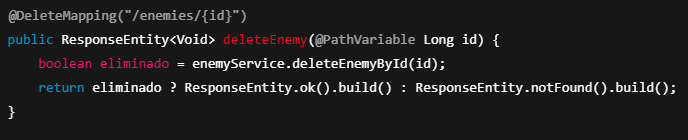 @DeleteMapping("/enemies/{id}")
public ResponseEntity<Void> deleteEnemy(@PathVariable Long id) {
    boolean eliminado = enemyService.deleteEnemyById(id);
    return eliminado ? ResponseEntity.ok().build() : ResponseEntity.notFound().build();
}